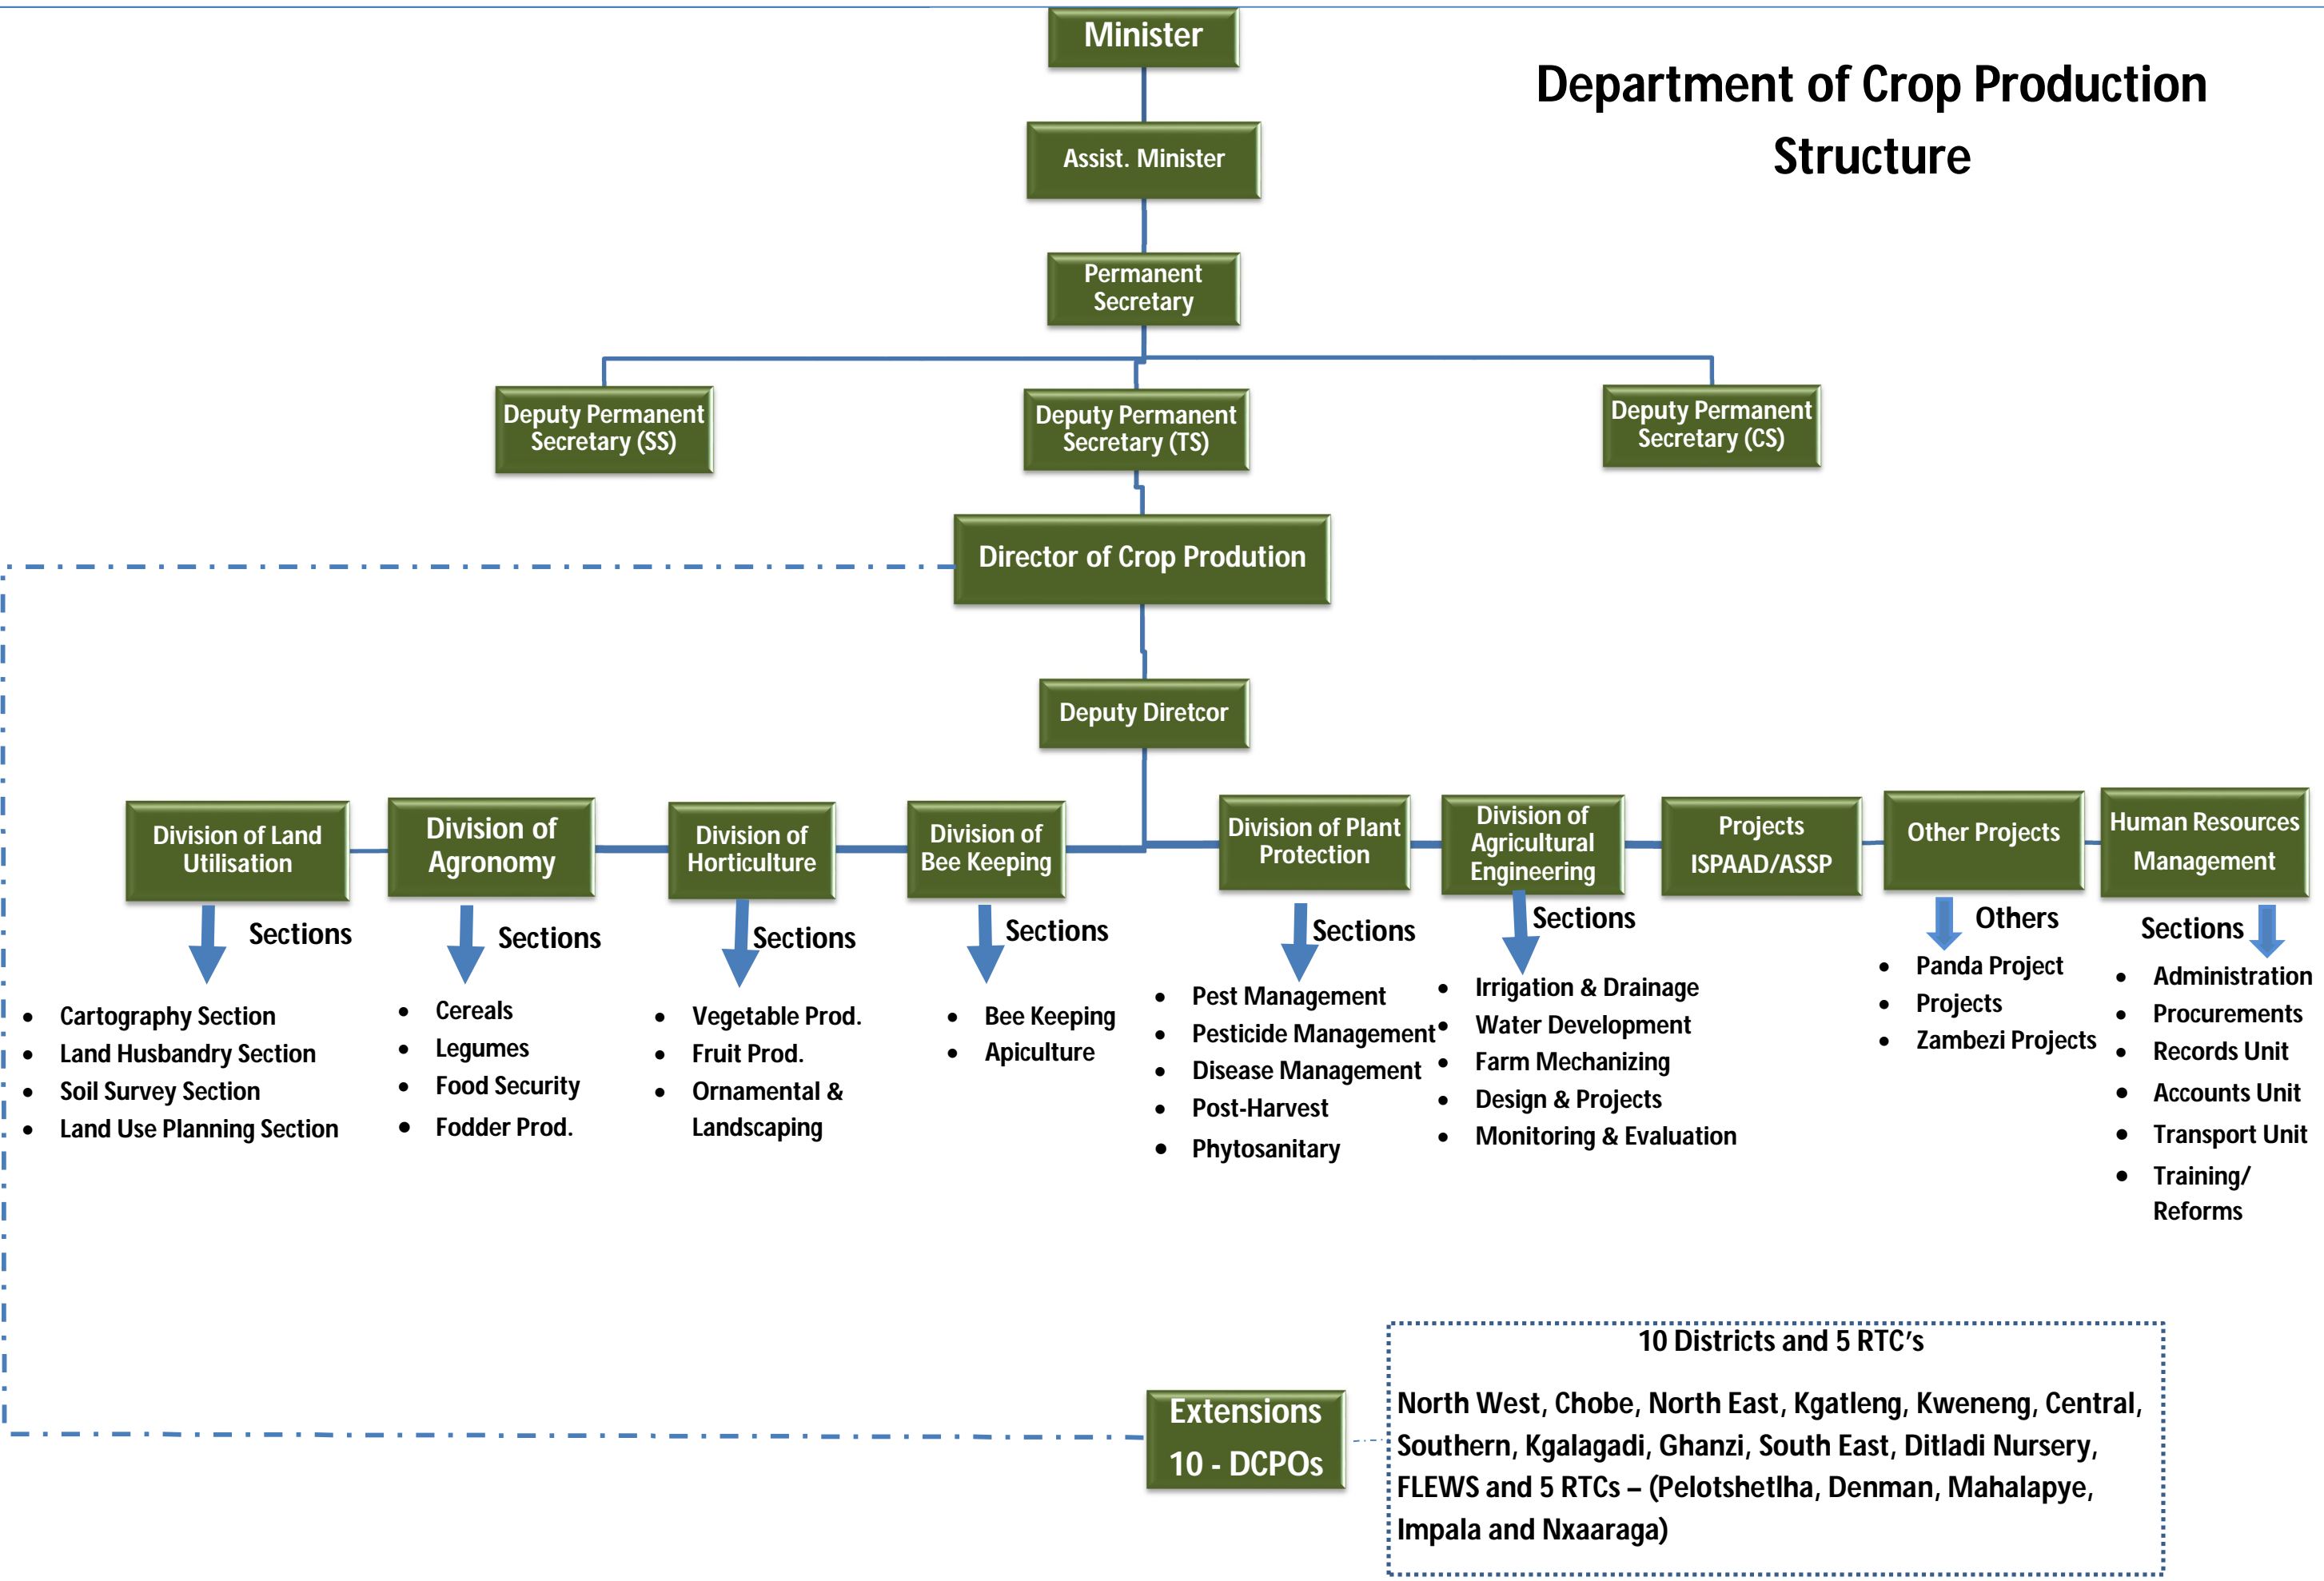 Minister
Department of Crop Production
Structure
Assist. Minister
Permanent
Secretary
Deputy Permanent
Secretary (SS)
Deputy Permanent
Secretary (TS)
Deputy Permanent
Secretary (CS)
Director of Crop Prodution
Deputy Diretcor
Division of Land
Utilisation
Division of
Agronomy
Division of
Horticulture
Division of
Bee Keeping
Division of Plant
Protection
Division of
Agricultural
Engineering
Projects
ISPAAD/ASSP
Other Projects
Human Resources
Management
Sections
• Cartography Section
• Land Husbandry Section
• Soil Survey Section
• Land Use Planning Section
Sections
• Cereals
• Legumes
• Food Security
• Fodder Prod.
Sections
• Vegetable Prod.
• Fruit Prod.
• Ornamental &
Landscaping
Sections
• Bee Keeping
• Apiculture
Sections
• Pest Management
• Pesticide Management
• Disease Management
• Post-Harvest
• Phytosanitary
Sections
• Irrigation & Drainage
• Water Development
• Farm Mechanizing
• Design & Projects
• Monitoring & Evaluation
Others
• Panda Project
• Projects
• Zambezi Projects
Sections
• Administration
• Procurements
• Records Unit
• Accounts Unit
• Transport Unit
• Training/
Reforms
Extensions
10 - DCPOs
10 Districts and 5 RTC's
North West, Chobe, North East, Kgatleng, Kweneng, Central,
Southern, Kgalagadi, Ghanzi, South East, Ditladi Nursery,
FLEWS and 5 RTCs – (Pelotshetlha, Denman, Mahalapye,
Impala and Nxaaraga)